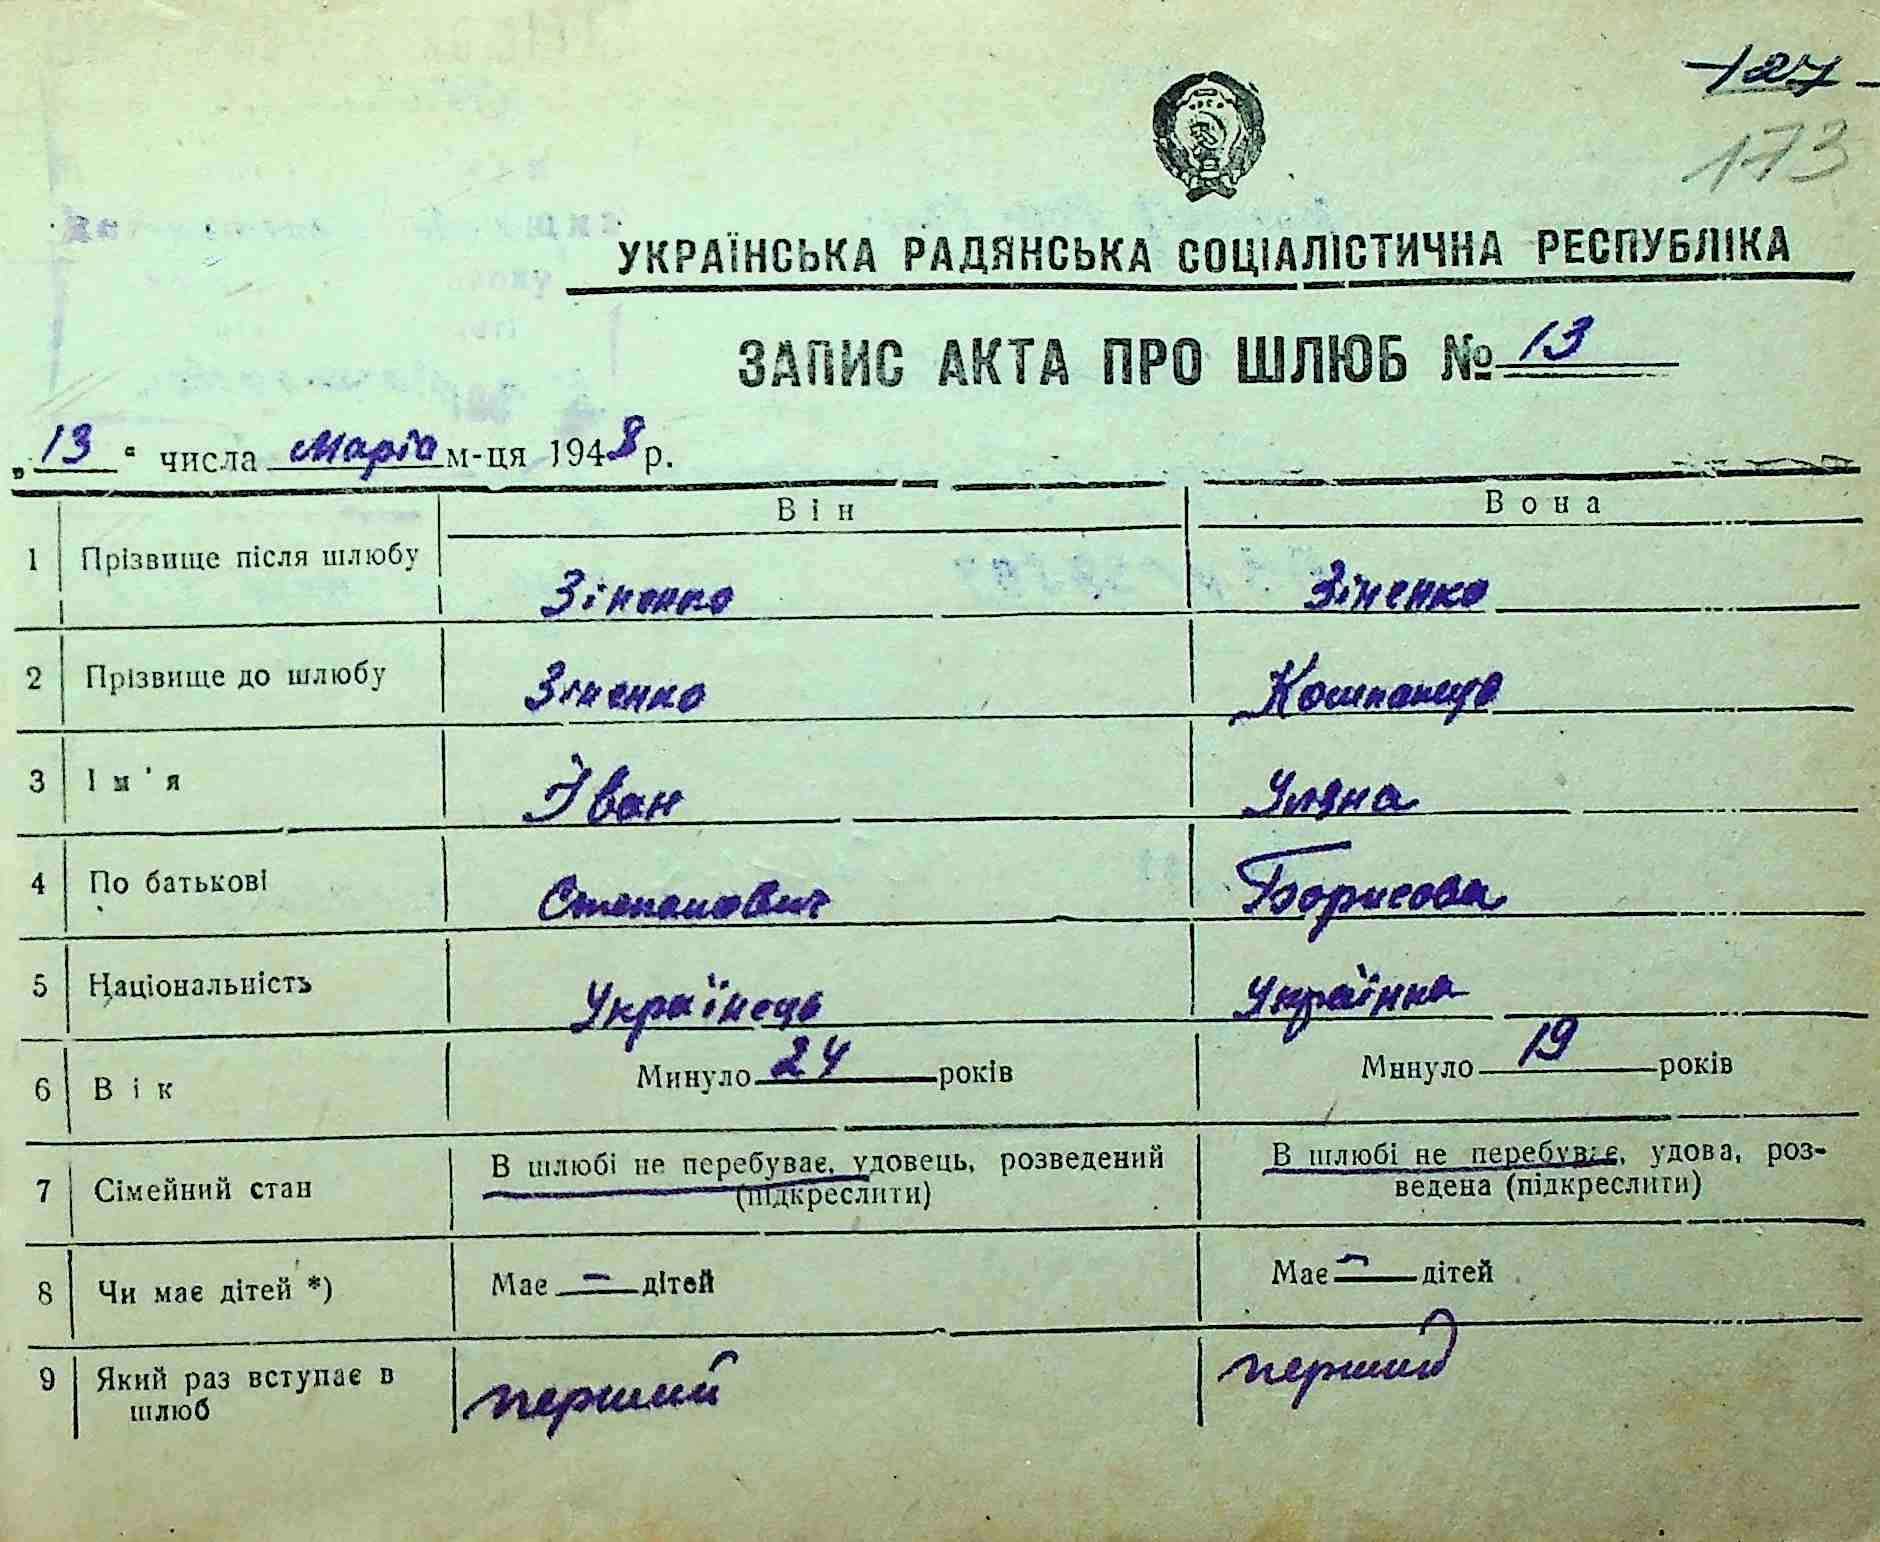 127
173
УКРАЇНСЬКА РАДЯНСЬКА СОЦІАЛІСТИЧНА РЕСПУБЛІКА
ЗАПИС АКТА ПРО ШЛЮБ № 13
„13“ числа Марта м-ця 1948 р.
Він Вона
1 Прізвище після шлюбу Зіненко Зіненко
2 Прізвище до шлюбу Зіненко
3 Ім'я Іван Уляна
4 По батькові Степанович Борисова
5 Національність Українець Українка
6 Вік Минуло 24 років Минуло 19 років
7 Сімейний стан В шлюбі не перебуває, удовець, розведений (підкреслити) В шлюбі не перебуває, удова, роз-
ведена (підкреслити)
8 Чи має дітей *) Має — дітей Має — дітей
9 Який раз вступає в
шлюб перший перший